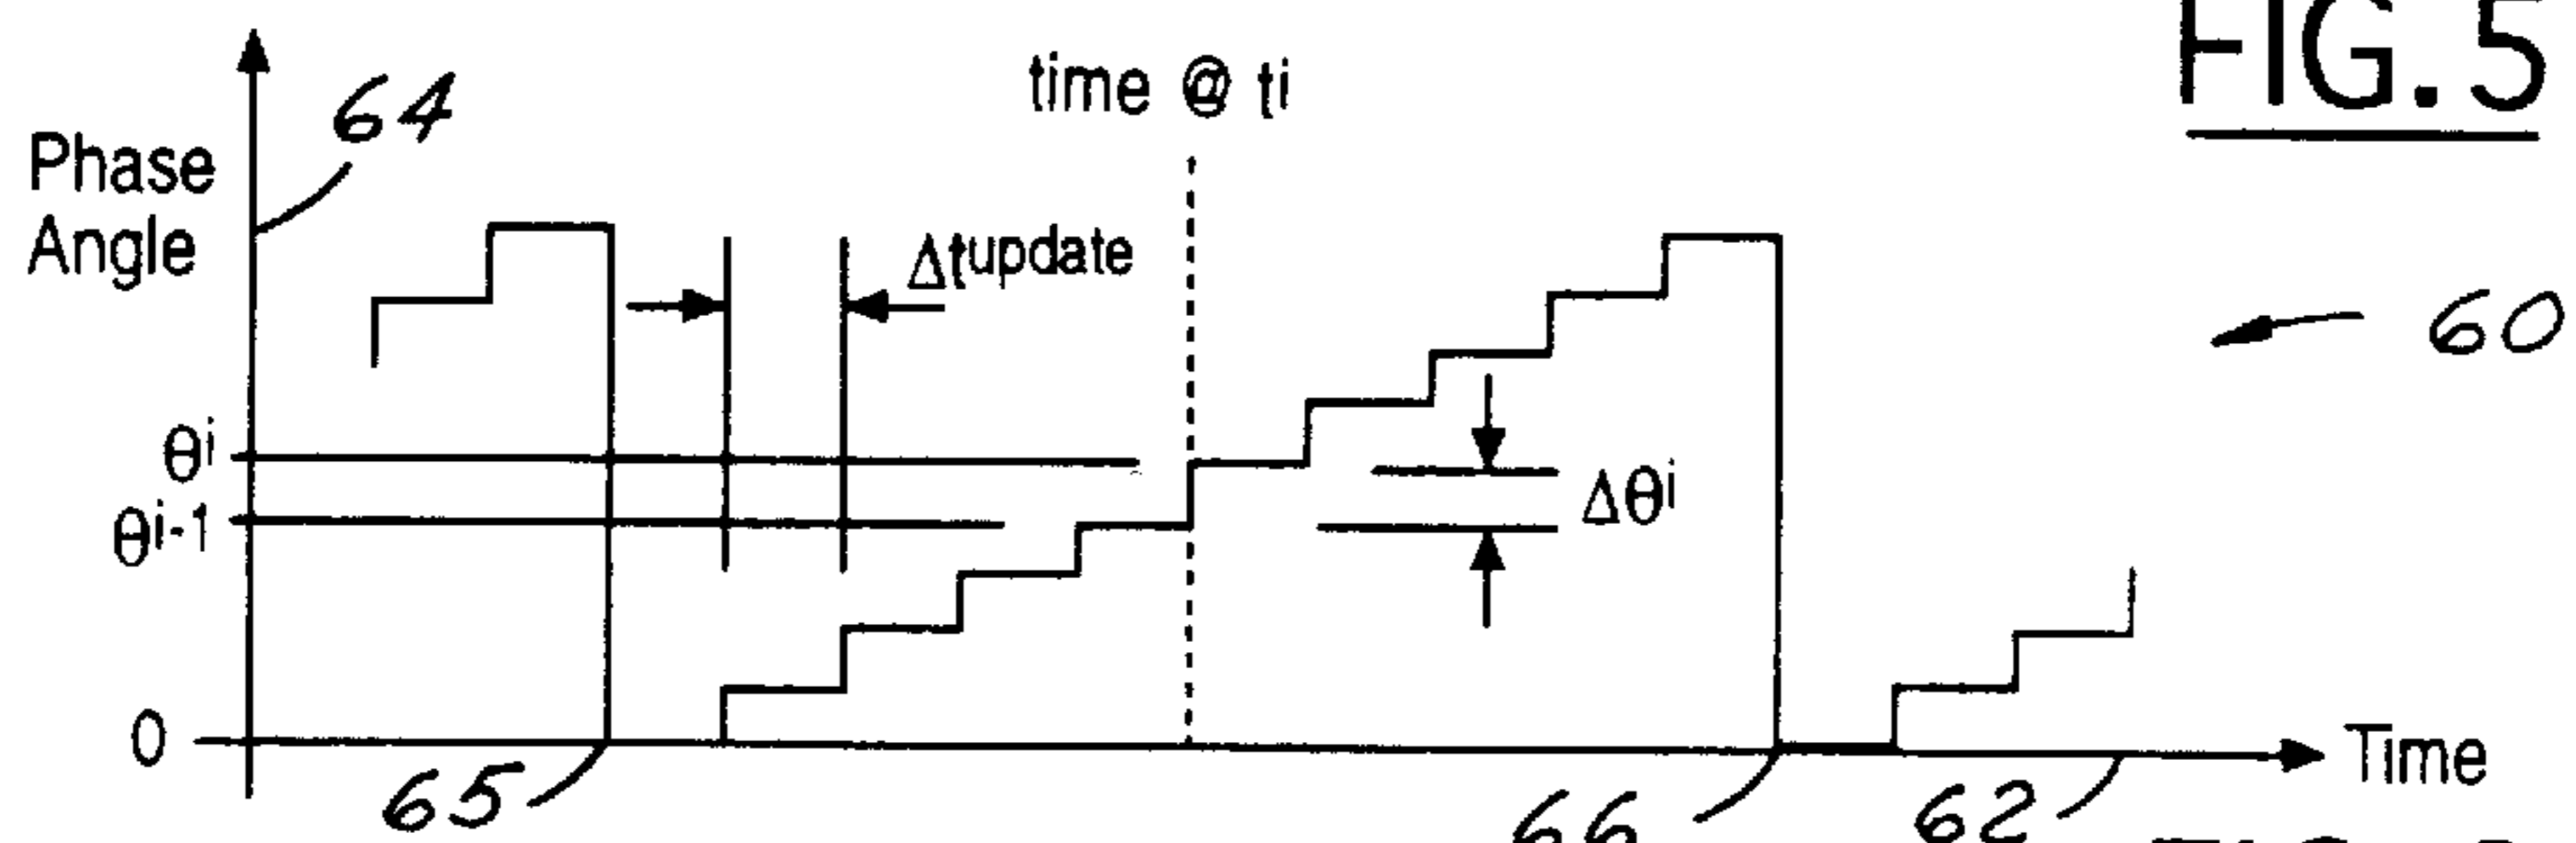 FIG. 5
time @ ti
64
Phase
Angle
Δtupdate
60
θi
θi-1
Δθi
0
Time
65
66
62